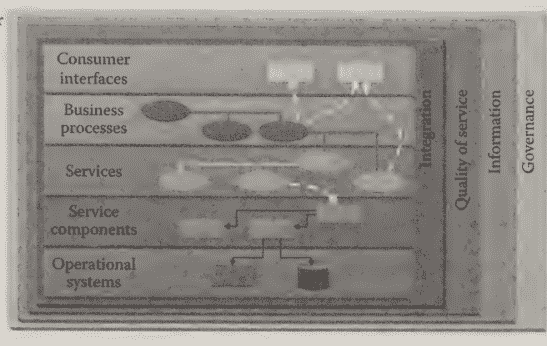 Consumer
interfaces
Business
processes
Services
Service
components
Operational
systems
Integration
Quality of service
Information
Governance